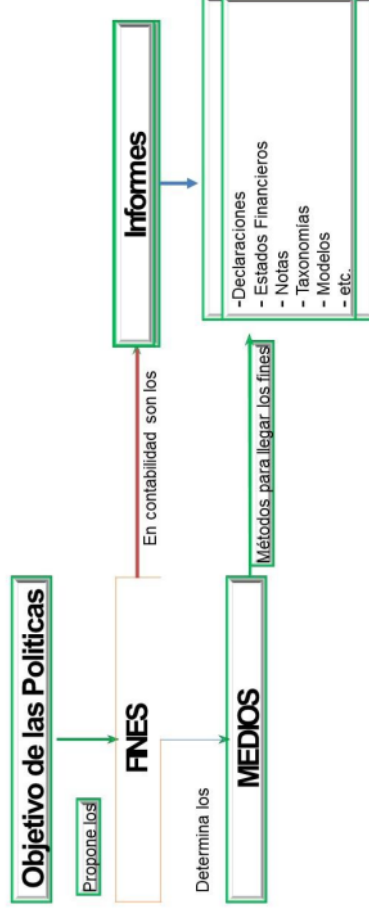 Objetivo de las Políticas
Propone los
FINES
En contabilidad son los
Informes
Determina los
MEDIOS
Métodos para llegar los fines
-Declaraciones
- Estados Financieros
- Notas
- Taxonomías
- Modelos
- etc.